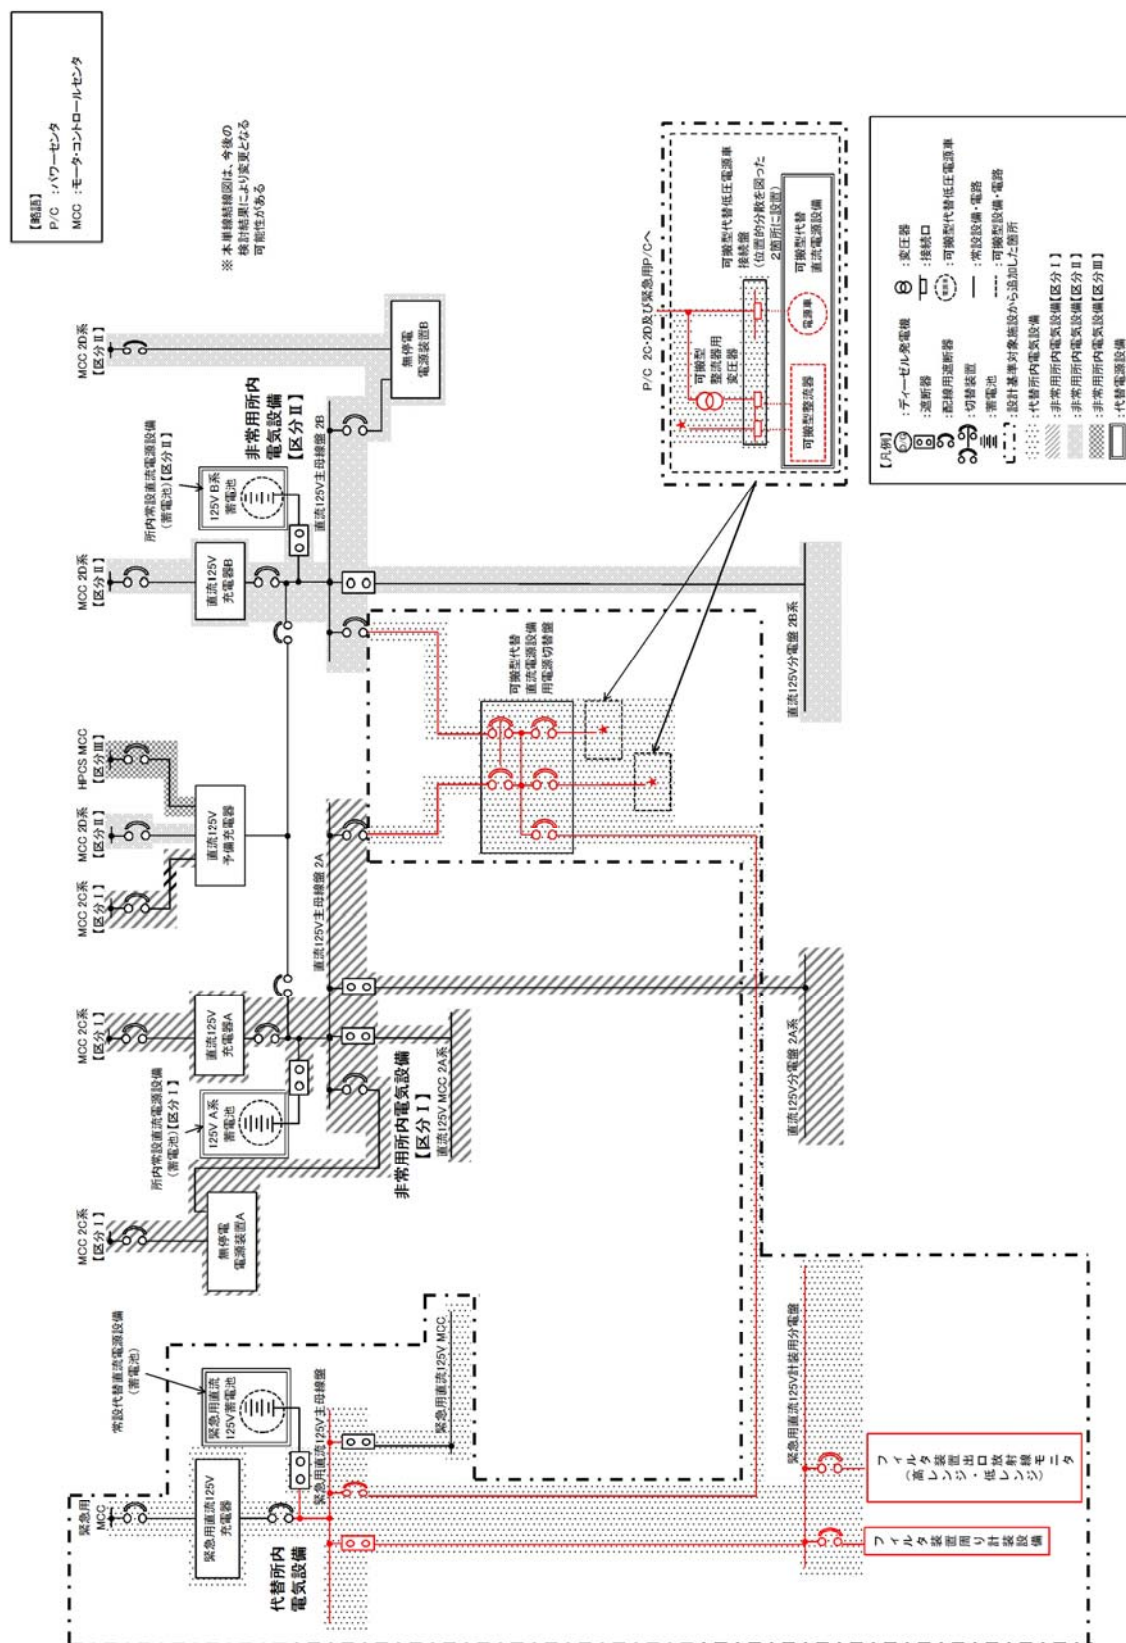 【略語】
P/C ：パワーセンタ
MCC ：モータ・コントロールセンタ
※ 本単線結線図は、今後の
検討結果により変更となる
可能性がある
緊急用
MCC
緊急用直流125V
充電器
常設代替直流電源設備
（蓄電池）
緊急用直流
125V蓄電池
代替所内
電気設備
緊急用直流125V主母線盤
緊急用直流125V MCC
緊急用直流125V計装用分電盤
フィルタ装置周り計装設備
フィルタ装置出口放射線モニタ
（高レンジ・低レンジ）
MCC 2C系
【区分Ⅰ】
無停電
電源装置A
所内常設直流電源設備
（蓄電池）【区分Ⅰ】
125V A系
蓄電池
MCC 2C系
【区分Ⅰ】
直流125V
充電器A
非常用所内電気設備
【区分Ⅰ】
直流125V MCC 2A系
直流125V主母線盤 2A
直流125V分電盤 2A系
MCC 2C系
【区分Ⅰ】
MCC 2D系
【区分Ⅱ】
HPCS MCC
【区分Ⅲ】
直流125V
予備充電器
可搬型代替
直流電源設備
用電源切替盤
MCC 2D系
【区分Ⅱ】
直流125V
充電器B
所内常設直流電源設備
（蓄電池）【区分Ⅱ】
125V B系
蓄電池
非常用所内
電気設備
【区分Ⅱ】
直流125V主母線盤 2B
直流125V分電盤 2B系
MCC 2D系
【区分Ⅱ】
無停電
電源装置B
P/C 2C・2D及び緊急用P/Cへ
可搬型
整流器用
変圧器
可搬型代替低圧電源車
接続盤
（位置的分散を図った
2箇所に設置）
可搬型整流器
電源車
可搬型代替
直流電源設備
【凡例】
D/G ：ディーゼル発電機
：遮断器
：配線用遮断器
：切替装置
：蓄電池
：設計基準対象施設から追加した箇所
：代替所内電気設備
：非常用所内電気設備【区分Ⅰ】
：非常用所内電気設備【区分Ⅱ】
：非常用所内電気設備【区分Ⅲ】
：代替電源設備
：変圧器
：接続口
電源車 ：可搬型代替低圧電源車
：常設設備・電路
：可搬型設備・電路